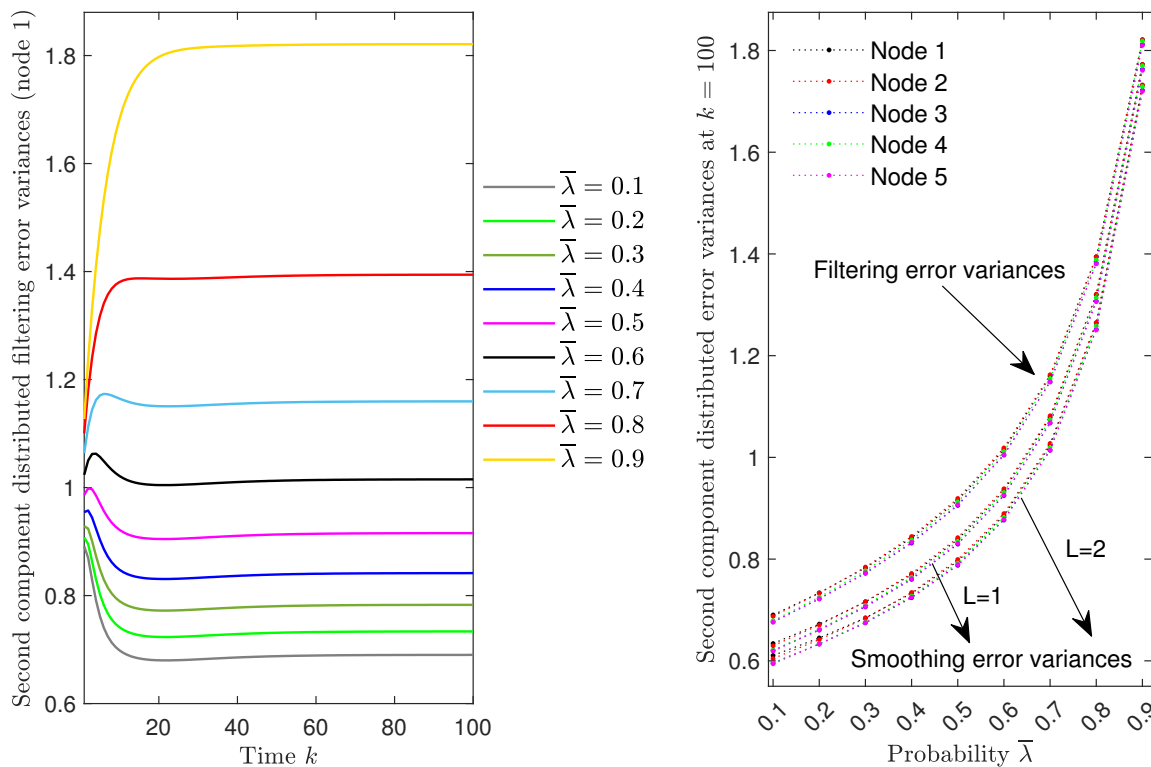 Second component distributed filtering error variances (node 1)
1.8
1.6
1.4
1.2
1
0.8
0.6
20
40
60
80
100
Time k
λ̅ = 0.1
λ̅ = 0.2
λ̅ = 0.3
λ̅ = 0.4
λ̅ = 0.5
λ̅ = 0.6
λ̅ = 0.7
λ̅ = 0.8
λ̅ = 0.9
Second component distributed error variances at k = 100
1.8
1.6
1.4
1.2
1
0.8
0.6
Node 1
Node 2
Node 3
Node 4
Node 5
Filtering error variances
L=2
L=1
Smoothing error variances
0.1
0.2
0.3
0.4
0.5
0.6
0.7
0.8
0.9
Probability λ̅